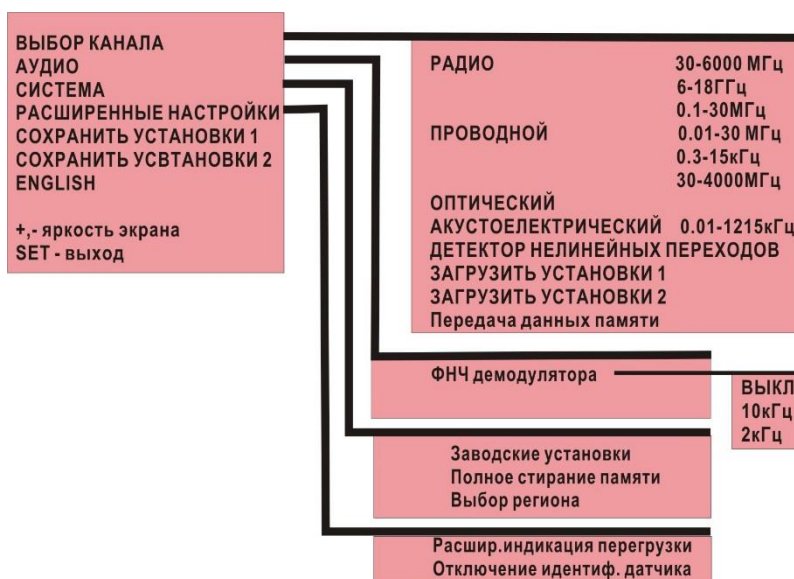 ВЫБОР КАНАЛА
АУДИО
СИСТЕМА
РАСШИРЕННЫЕ НАСТРОЙКИ
СОХРАНИТЬ УСТАНОВКИ 1
СОХРАНИТЬ УСВТАНОВКИ 2
ENGLISH
+,- яркость экрана
SET - выход
РАДИО 30-6000 МГц
6-18ГГц
0.1-30МГц
ПРОВОДНОЙ 0.01-30 МГц
0.3-15кГц
30-4000МГц
ОПТИЧЕСКИЙ
АКУСТОЕЛЕКТРИЧЕСКИЙ 0.01-1215кГц
ДЕТЕКТОР НЕЛИНЕЙНЫХ ПЕРЕХОДОВ
ЗАГРУЗИТЬ УСТАНОВКИ 1
ЗАГРУЗИТЬ УСТАНОВКИ 2
Передача данных памяти
ФНЧ демодулятора
ВЫКЛ
10кГц
2кГц
Заводские установки
Полное стирание памяти
Выбор региона
Расшир.индикация перегрузки
Отключение идентиф. датчика